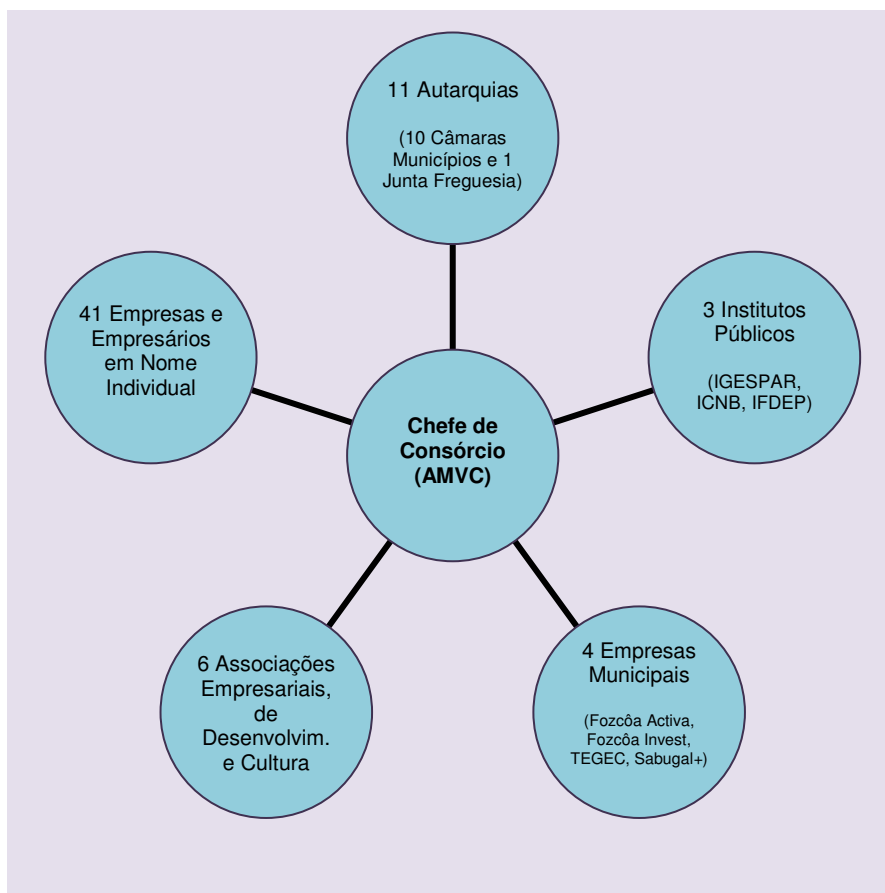 11 Autarquias
(10 Câmaras
Municípios e 1
Junta Freguesia)
41 Empresas e
Empresários
em Nome
Individual
3 Institutos
Públicos
(IGESPAR,
ICNB, IFDEP)
Chefe de
Consórcio
(AMVC)
6 Associações
Empresariais,
de
Desenvolvim.
e Cultura
4 Empresas
Municipais
(Fozcôa Activa,
Fozcôa Invest,
TEGEC, Sabugal+)